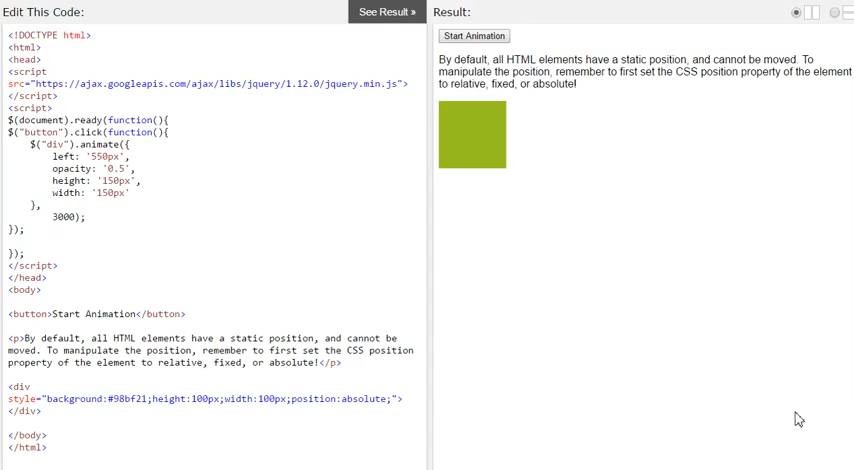 Edit This Code:
See Result »
<!DOCTYPE html>
<html>
<head>
<script
src="https://ajax.googleapis.com/ajax/libs/jquery/1.12.0/jquery.min.js">
</script>
<script>
$(document).ready(function(){
$("button").click(function(){
    $("div").animate({
        left: '550px',
        opacity: '0.5',
        height: '150px',
        width: '150px'
    },
        3000);
});

});
</script>
</head>
<body>

<button>Start Animation</button>

<p>By default, all HTML elements have a static position, and cannot be
moved. To manipulate the position, remember to first set the CSS position
property of the element to relative, fixed, or absolute!</p>

<div
style="background:#98bf21;height:100px;width:100px;position:absolute;">
</div>

</body>
</html>
Result:
Start Animation
By default, all HTML elements have a static position, and cannot be moved. To
manipulate the position, remember to first set the CSS position property of the element
to relative, fixed, or absolute!